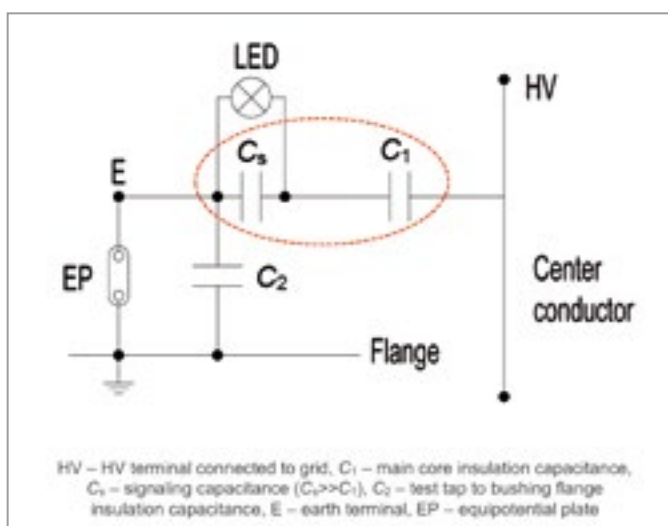 LED
HV
Cs
C1
E
EP
C2
Center
conductor
Flange
HV – HV terminal connected to grid, C1 – main core insulation capacitance,
Cs – signaling capacitance (Cs>>C1), C2 – test tap to bushing flange
insulation capacitance, E – earth terminal, EP – equipotential plate